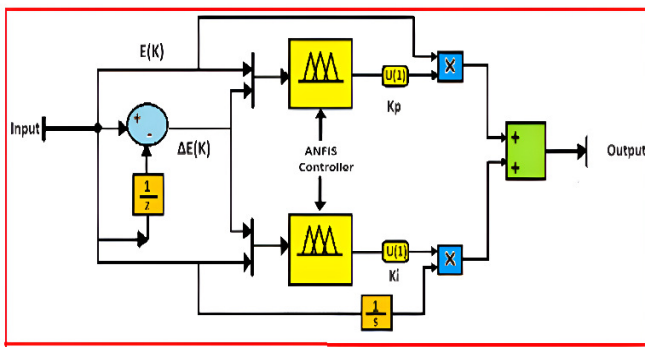 E(K)
U(1)
X
Kp
Input
+
-
ΔE(K)
ANFIS
Controller
+
+
Output
1
z
U(1)
X
Ki
1
s